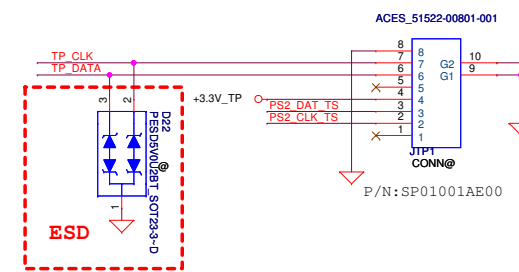 ACES_51522-00801-001
TP_CLK
TP_DATA
8 8
7 7
6 6
5 5
4 4
3 3
2 2
1 1
G2 10
G1 9
+3.3V_TP
PS2_DAT_TS
PS2_CLK_TS
JTP1
CONN@
P/N:SP01001AE00
3 2
D22
PESD5V0U2BT_SOT23-3~D
@
1
ESD